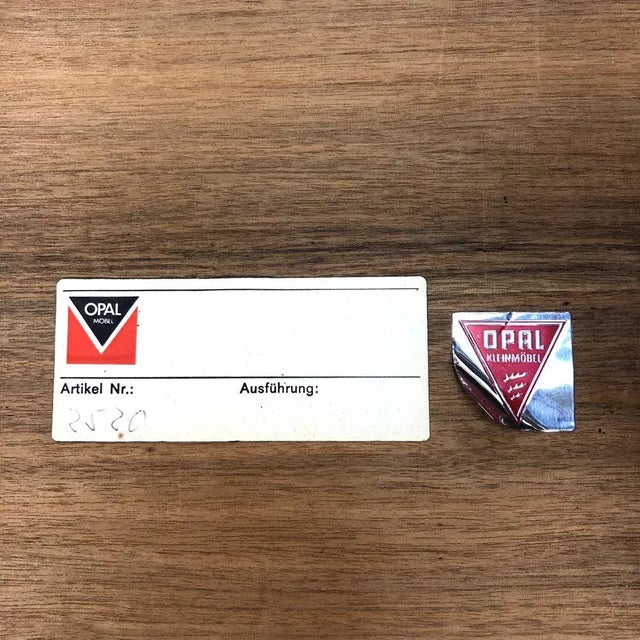 OPAL
MÖBEL
Artikel Nr.: Ausführung:
2520
OPAL
KLEINMÖBEL